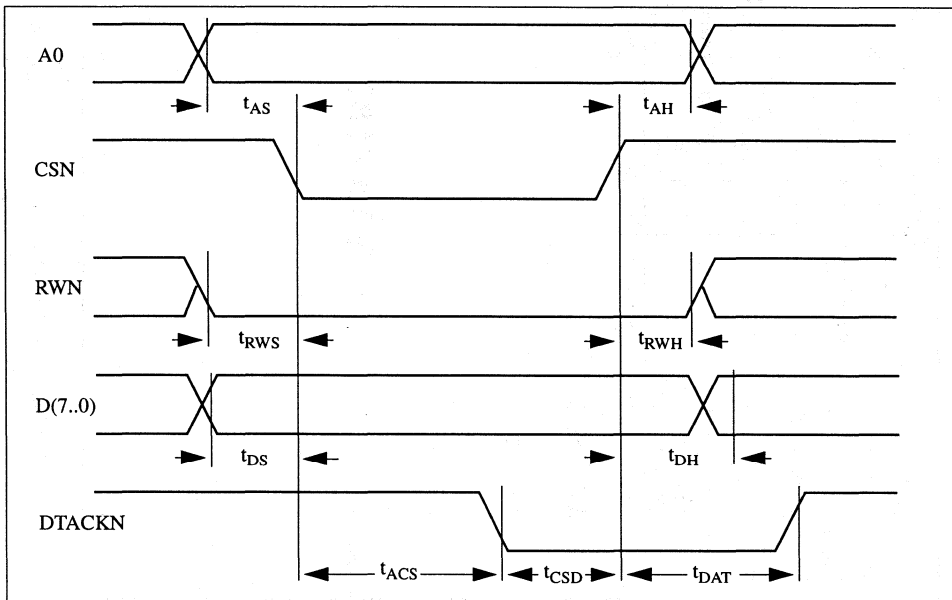 A0
tAS
tAH
CSN
RWN
tRWS
tRWH
D(7..0)
tDS
tDH
DTACKN
tACS
tCSD
tDAT